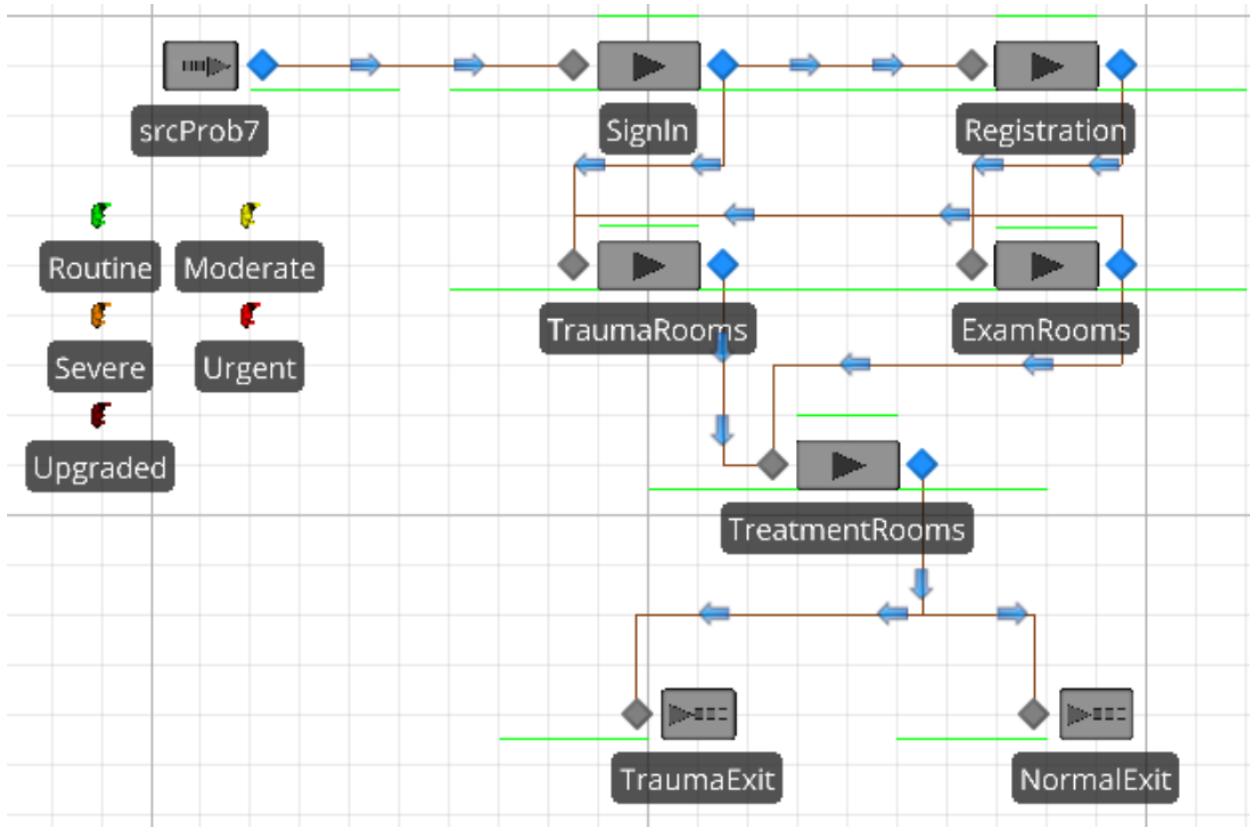 srcProb7
SignIn
Registration
Routine
Moderate
TraumaRooms
ExamRooms
Severe
Urgent
Upgraded
TreatmentRooms
TraumaExit
NormalExit